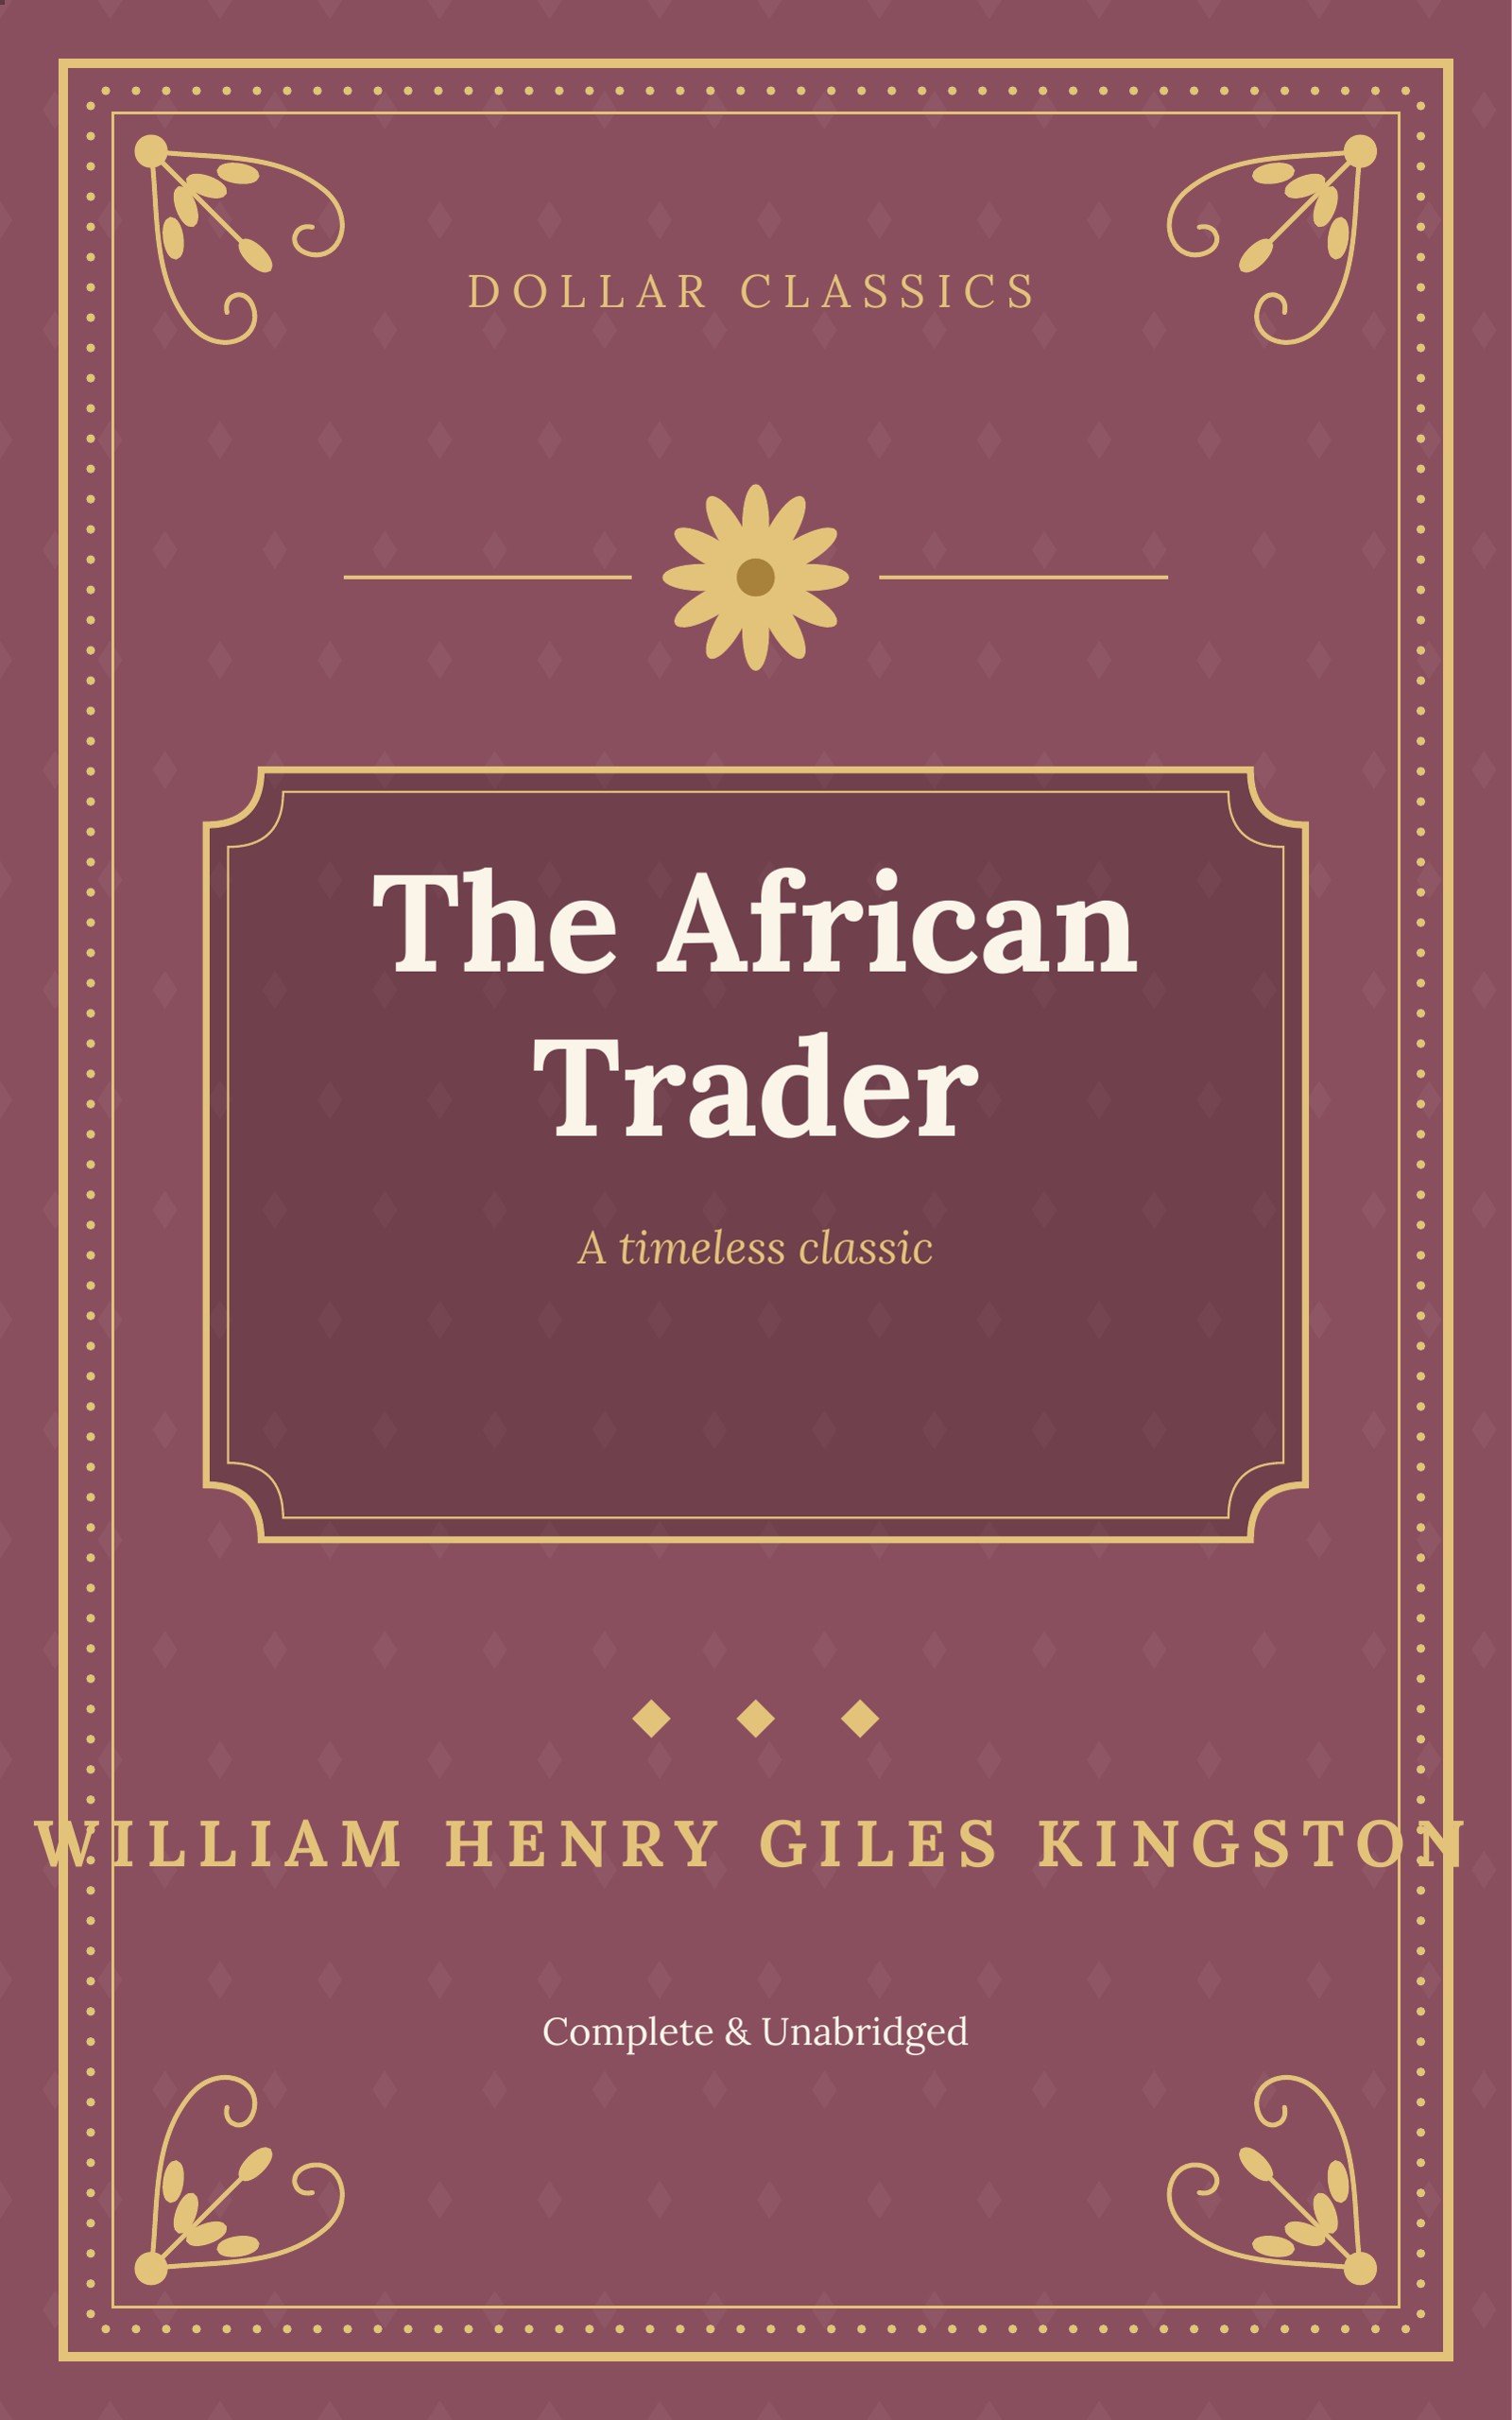 DOLLAR CLASSICS
The African
Trader
A timeless classic
WILLIAM HENRY GILES KINGSTON
Complete & Unabridged